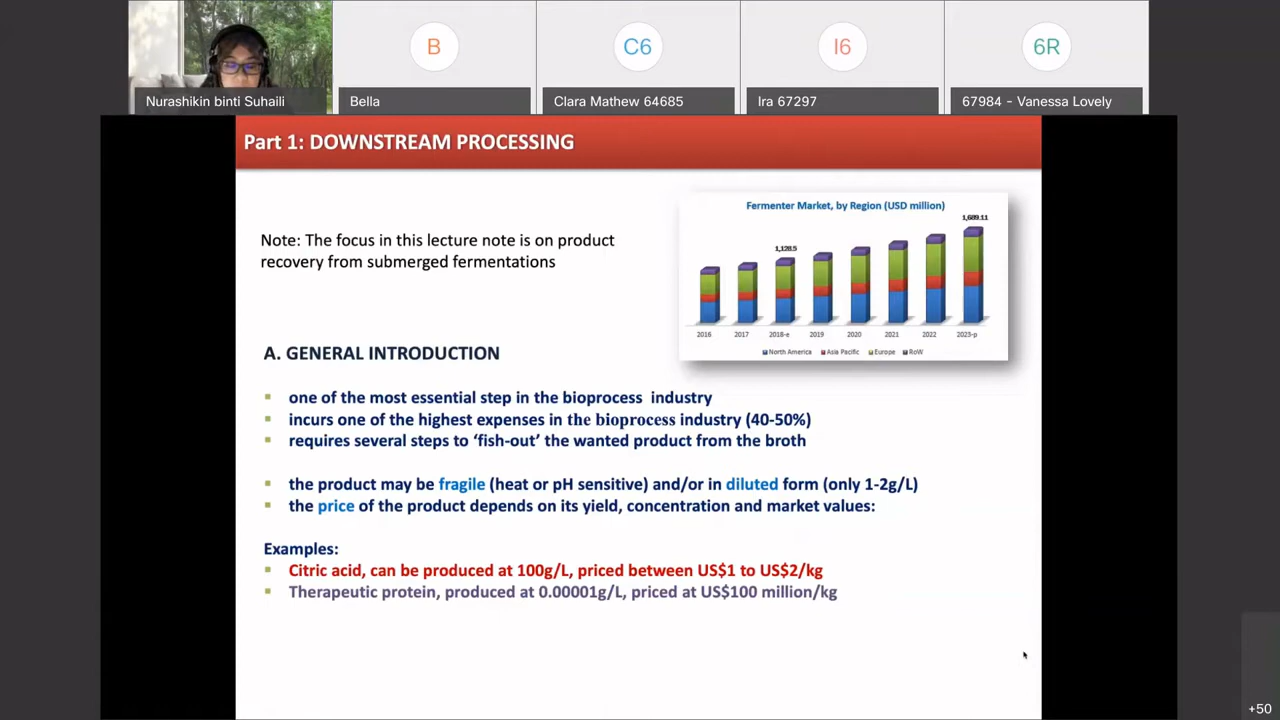 B
C6
I6
6R
Nurashikin binti Suhaili
Bella
Clara Mathew 64685
Ira 67297
67984 - Vanessa Lovely
Part 1: DOWNSTREAM PROCESSING
Note: The focus in this lecture note is on product
recovery from submerged fermentations
Fermenter Market, by Region (USD million)
1,128.5
1,689.11
2016 2017 2018-e 2019 2020 2021 2022 2023-p
North America Asia Pacific Europe RoW
A. GENERAL INTRODUCTION
▪ one of the most essential step in the bioprocess industry
▪ incurs one of the highest expenses in the bioprocess industry (40-50%)
▪ requires several steps to ‘fish-out’ the wanted product from the broth
▪ the product may be fragile (heat or pH sensitive) and/or in diluted form (only 1-2g/L)
▪ the price of the product depends on its yield, concentration and market values:
Examples:
▪ Citric acid, can be produced at 100g/L, priced between US$1 to US$2/kg
▪ Therapeutic protein, produced at 0.00001g/L, priced at US$100 million/kg
+50